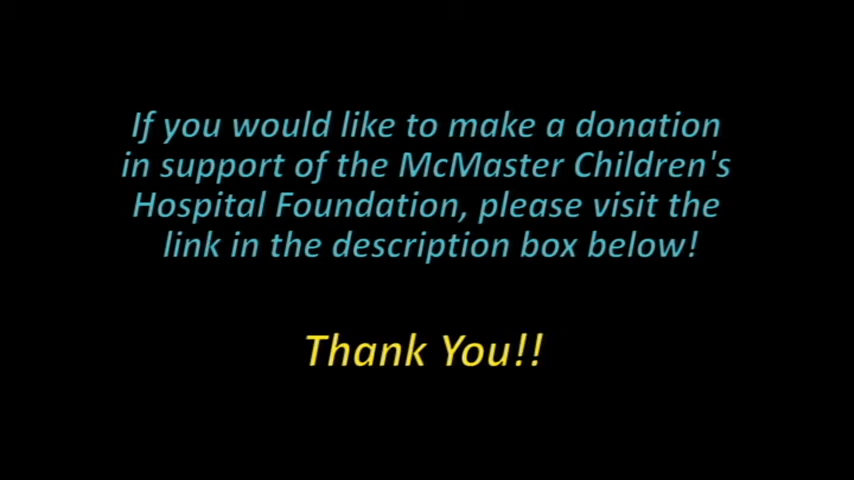 If you would like to make a donation
in support of the McMaster Children's
Hospital Foundation, please visit the
link in the description box below!
Thank You!!